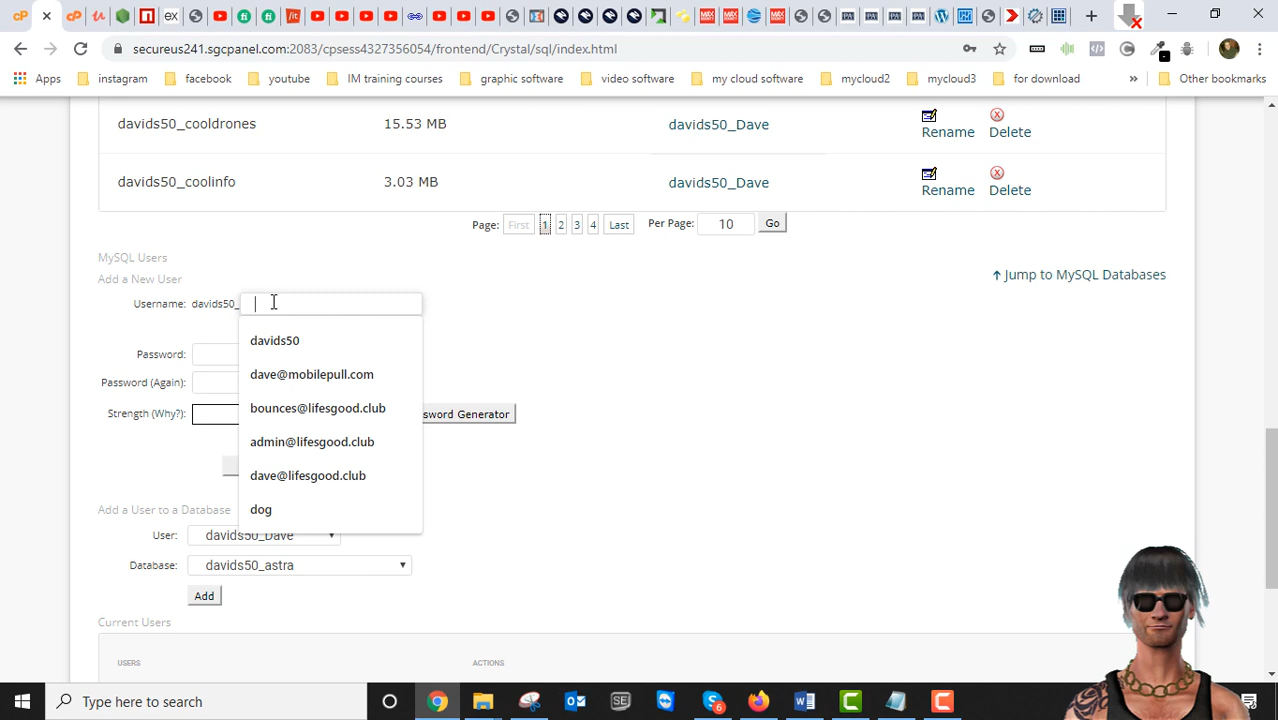 secureus241.sgcpanel.com:2083/cpsess4327356054/frontend/Crystal/sql/index.html
Apps instagram facebook youtube IM training courses graphic software video software my cloud software mycloud2 mycloud3 for download » Other bookmarks
davids50_cooldrones 15.53 MB davids50_Dave Rename Delete
davids50_coolinfo 3.03 MB davids50_Dave Rename Delete
Page: First 1 2 3 4 Last Per Page: 10 Go
MySQL Users
Add a New User
↑ Jump to MySQL Databases
Username: davids50_
davids50
Password:
dave@mobilepull.com
Password (Again):
bounces@lifesgood.club
Strength (Why?): sword Generator
admin@lifesgood.club
dave@lifesgood.club
Add a User to a Database
dog
User: davids50_Dave
Database: davids50_astra
Add
Current Users
USERS ACTIONS
Type here to search